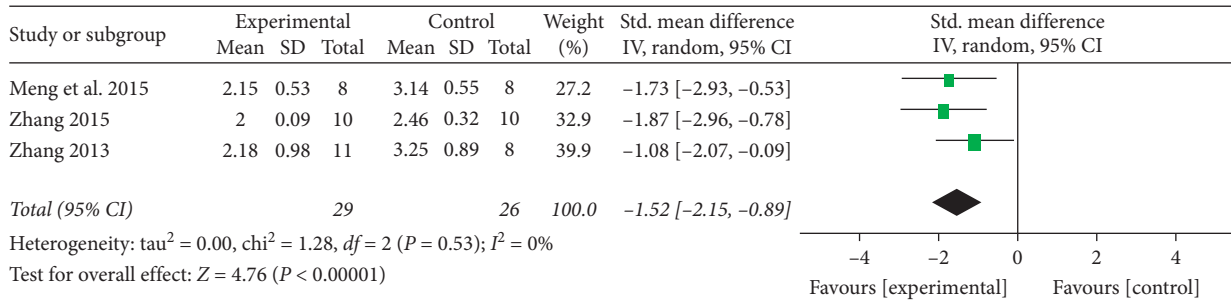 Study or subgroup Experimental Control Weight Std. mean difference Std. mean difference
Mean SD Total Mean SD Total (%) IV, random, 95% CI IV, random, 95% CI
Meng et al. 2015 2.15 0.53 8 3.14 0.55 8 27.2 –1.73 [–2.93, –0.53]
Zhang 2015 2 0.09 10 2.46 0.32 10 32.9 –1.87 [–2.96, –0.78]
Zhang 2013 2.18 0.98 11 3.25 0.89 8 39.9 –1.08 [–2.07, –0.09]
Total (95% CI) 29 26 100.0 –1.52 [–2.15, –0.89]
Heterogeneity: tau² = 0.00, chi² = 1.28, df = 2 (P = 0.53); I² = 0%
Test for overall effect: Z = 4.76 (P < 0.00001)
–4 –2 0 2 4
Favours [experimental] Favours [control]